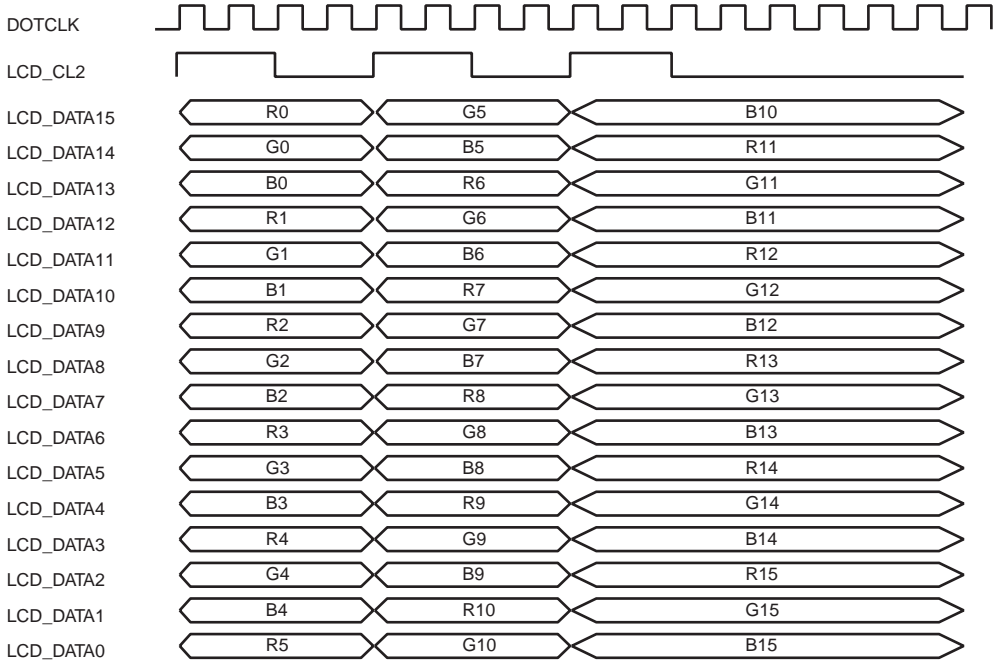 DOTCLK
LCD_CL2
LCD_DATA15 R0 G5 B10
LCD_DATA14 G0 B5 R11
LCD_DATA13 B0 R6 G11
LCD_DATA12 R1 G6 B11
LCD_DATA11 G1 B6 R12
LCD_DATA10 B1 R7 G12
LCD_DATA9 R2 G7 B12
LCD_DATA8 G2 B7 R13
LCD_DATA7 B2 R8 G13
LCD_DATA6 R3 G8 B13
LCD_DATA5 G3 B8 R14
LCD_DATA4 B3 R9 G14
LCD_DATA3 R4 G9 B14
LCD_DATA2 G4 B9 R15
LCD_DATA1 B4 R10 G15
LCD_DATA0 R5 G10 B15